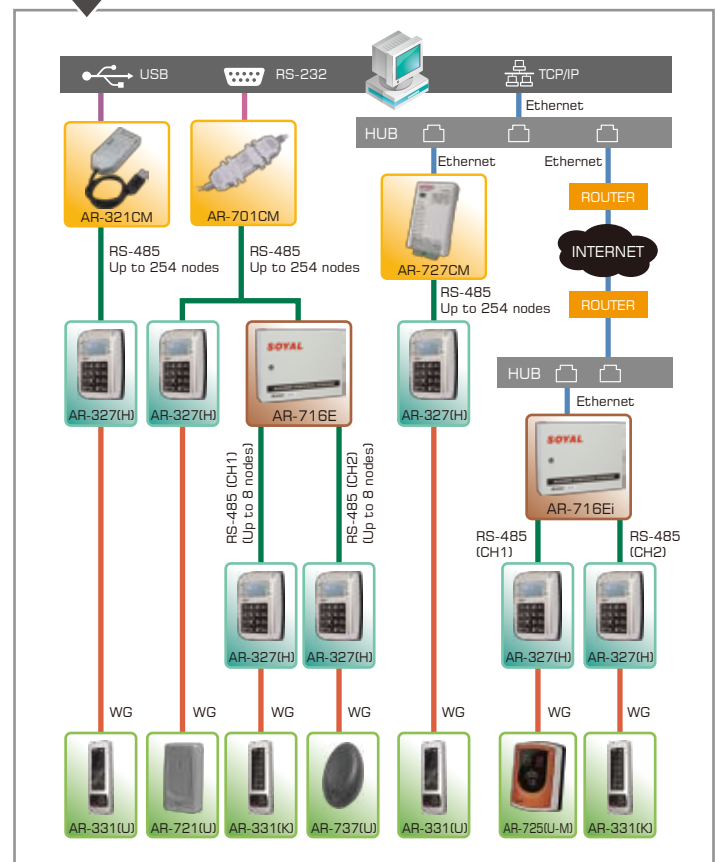 USB
RS-232
TCP/IP
Ethernet
HUB
Ethernet
Ethernet
AR-321CM
AR-701CM
AR-727CM
ROUTER
INTERNET
ROUTER
RS-485
Up to 254 nodes
RS-485
Up to 254 nodes
RS-485
Up to 254 nodes
SOYAL
AR-327(H)
AR-327(H)
AR-716E
AR-327(H)
HUB
Ethernet
SOYAL
AR-716Ei
RS-485 (CH1)
(Up to 8 nodes)
RS-485 (CH2)
(Up to 8 nodes)
RS-485
(CH1)
RS-485
(CH2)
AR-327(H)
AR-327(H)
AR-327(H)
AR-327(H)
WG
WG
WG
WG
WG
WG
WG
AR-331(U)
AR-721(U)
AR-331(K)
AR-737(U)
AR-331(U)
AR-725(U-M)
AR-331(K)